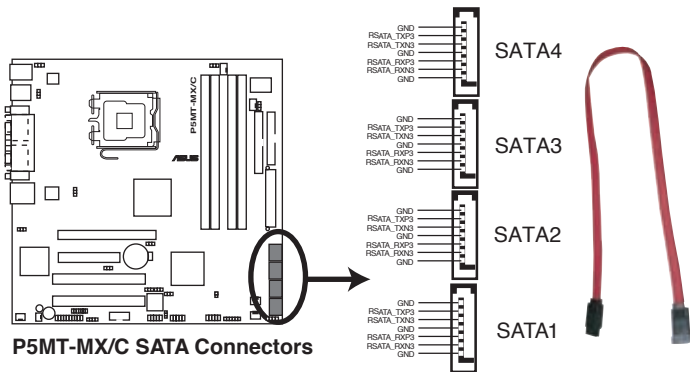 GND
RSATA_TXP3
RSATA_TXN3
GND
RSATA_RXP3
RSATA_RXN3
GND
SATA4
GND
RSATA_TXP3
RSATA_TXN3
GND
RSATA_RXP3
RSATA_RXN3
GND
SATA3
GND
RSATA_TXP3
RSATA_TXN3
GND
RSATA_RXP3
RSATA_RXN3
GND
SATA2
GND
RSATA_TXP3
RSATA_TXN3
GND
RSATA_RXP3
RSATA_RXN3
GND
SATA1
P5MT-MX/C
ASUS
P5MT-MX/C SATA Connectors